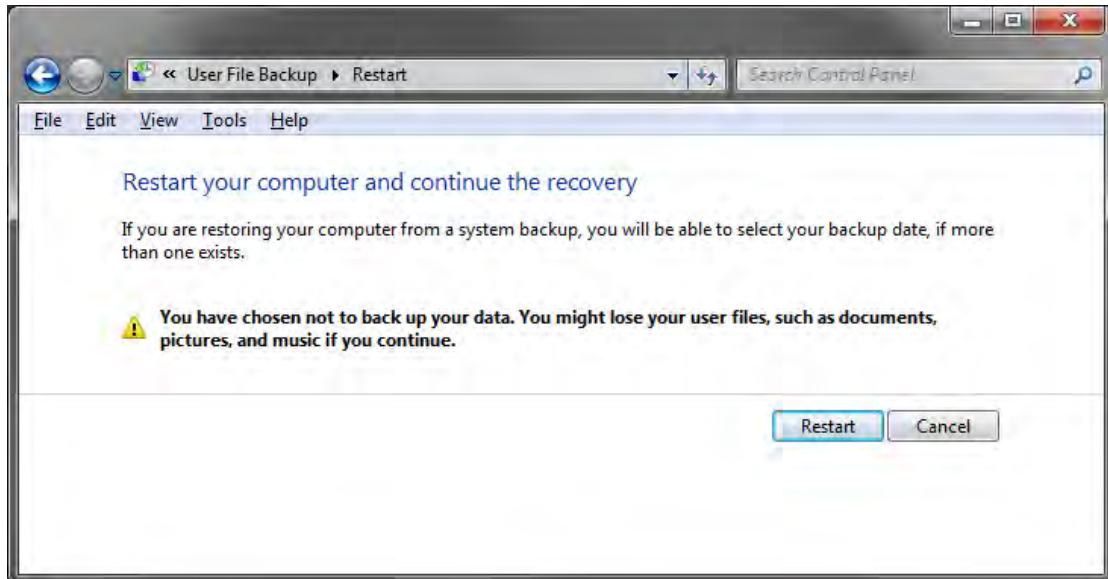 « User File Backup ▸ Restart
Search Control Panel
File Edit View Tools Help
Restart your computer and continue the recovery
If you are restoring your computer from a system backup, you will be able to select your backup date, if more
than one exists.
You have chosen not to back up your data. You might lose your user files, such as documents,
pictures, and music if you continue.
Restart Cancel